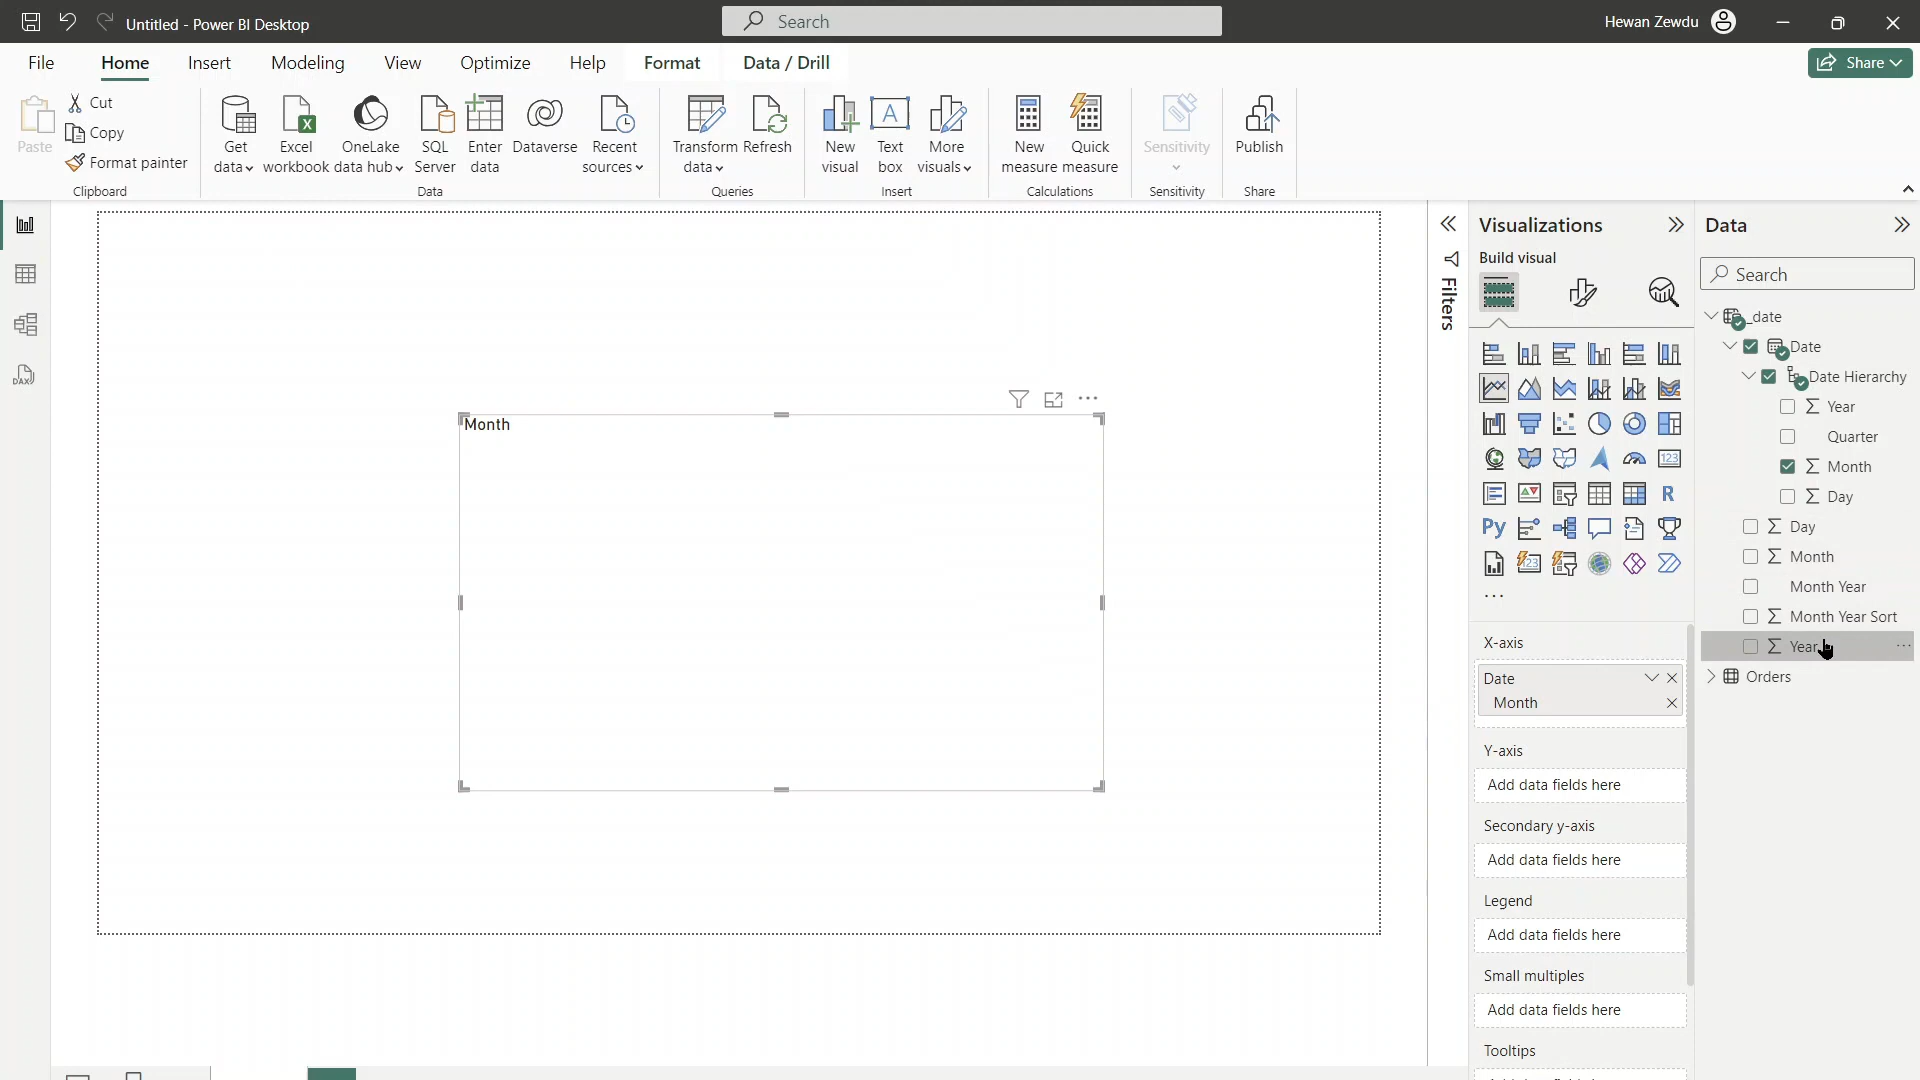 Untitled - Power BI Desktop
Search
Hewan Zewdu
File Home Insert Modeling View Optimize Help Format Data / Drill
Share
Paste
Cut
Copy
Format painter
Clipboard
Get data
Excel workbook
OneLake data hub
SQL Server
Enter data
Dataverse
Recent sources
Data
Transform data
Refresh
Queries
New visual
A
Text box
More visuals
Insert
New measure
Quick measure
Calculations
Sensitivity
Sensitivity
Publish
Share
DAX
Month
Filters
Visualizations
Build visual
123
R
Py
123
X-axis
Date
Month
Y-axis
Add data fields here
Secondary y-axis
Add data fields here
Legend
Add data fields here
Small multiples
Add data fields here
Tooltips
Data
Search
_date
Date
Date Hierarchy
Σ Year
Quarter
Σ Month
Σ Day
Σ Day
Σ Month
Month Year
Σ Month Year Sort
Σ Year
Orders